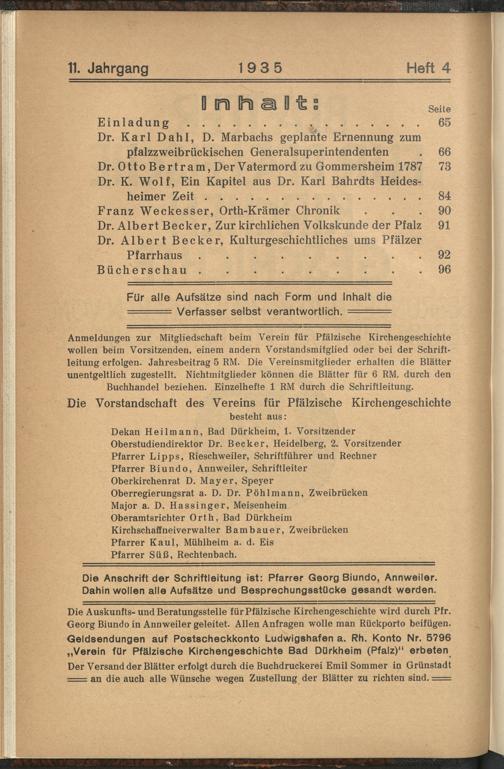 11. Jahrgang 1935 Heft 4
Inhalt:
Seite
Einladung . . . . . . . . . . . . . . . 65
Dr. Karl Dahl, D. Marbachs geplante Ernennung zum
pfalzzweibrückischen Generalsuperintendenten . 66
Dr. Otto Bertram, Der Vatermord zu Gommersheim 1787 73
Dr. K. Wolf, Ein Kapitel aus Dr. Karl Bahrdts Heides-
heimer Zeit . . . . . . . . . . . . . . 84
Franz Weckesser, Orth-Krämer Chronik . . . 90
Dr. Albert Becker, Zur kirchlichen Volkskunde der Pfalz 91
Dr. Albert Becker, Kulturgeschichtliches ums Pfälzer
Pfarrhaus . . . . . . . . . . . 92
Bücherschau . . . . . . . . . . . 96
Für alle Aufsätze sind nach Form und Inhalt die
Verfasser selbst verantwortlich.
Anmeldungen zur Mitgliedschaft beim Verein für Pfälzische Kirchengeschichte
wollen beim Vorsitzenden, einem andern Vorstandsmitglied oder bei der Schrift-
leitung erfolgen. Jahresbeitrag 5 RM. Die Vereinsmitglieder erhalten die Blätter
unentgeltlich zugestellt. Nichtmitglieder können die Blätter für 6 RM. durch den
Buchhandel beziehen. Einzelhefte 1 RM durch die Schriftleitung.
Die Vorstandschaft des Vereins für Pfälzische Kirchengeschichte
besteht aus:
Dekan Heilmann, Bad Dürkheim, 1. Vorsitzender
Oberstudiendirektor Dr. Becker, Heidelberg, 2. Vorsitzender
Pfarrer Lipps, Rieschweiler, Schriftführer und Rechner
Pfarrer Biundo, Annweiler, Schriftleiter
Oberkirchenrat D. Mayer, Speyer
Oberregierungsrat a. D. Dr. Pöhlmann, Zweibrücken
Major a. D. Hassinger, Meisenheim
Oberamtsrichter Orth, Bad Dürkheim
Kirchschaffneiverwalter Bambauer, Zweibrücken
Pfarrer Kaul, Mühlheim a. d. Eis
Pfarrer Süß, Rechtenbach.
Die Anschrift der Schriftleitung ist: Pfarrer Georg Biundo, Annweiler.
Dahin wollen alle Aufsätze und Besprechungsstücke gesandt werden.
Die Auskunfts- und Beratungsstelle für Pfälzische Kirchengeschichte wird durch Pfr.
Georg Biundo in Annweiler geleitet. Allen Anfragen wolle man Rückporto beifügen.
Geldsendungen auf Postscheckkonto Ludwigshafen a. Rh. Konto Nr. 5796
„Verein für Pfälzische Kirchengeschichte Bad Dürkheim (Pfalz)" erbeten
Der Versand der Blätter erfolgt durch die Buchdruckerei Emil Sommer in Grünstadt
an die auch alle Wünsche wegen Zustellung der Blätter zu richten sind.